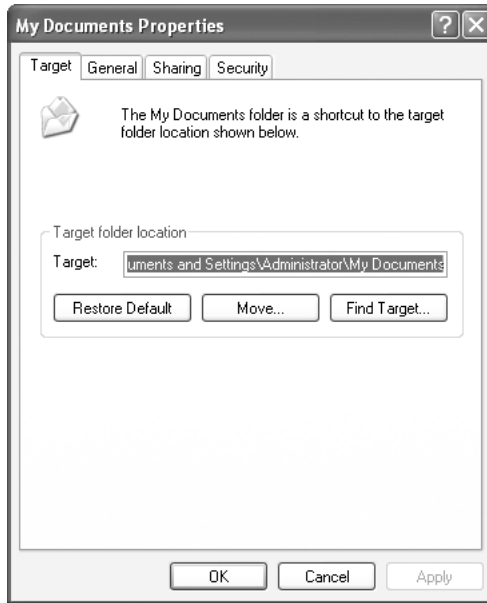 My Documents Properties
Target General Sharing Security
The My Documents folder is a shortcut to the target
folder location shown below.
Target folder location
Target: uments and Settings\Administrator\My Documents
Restore Default Move... Find Target...
OK Cancel Apply